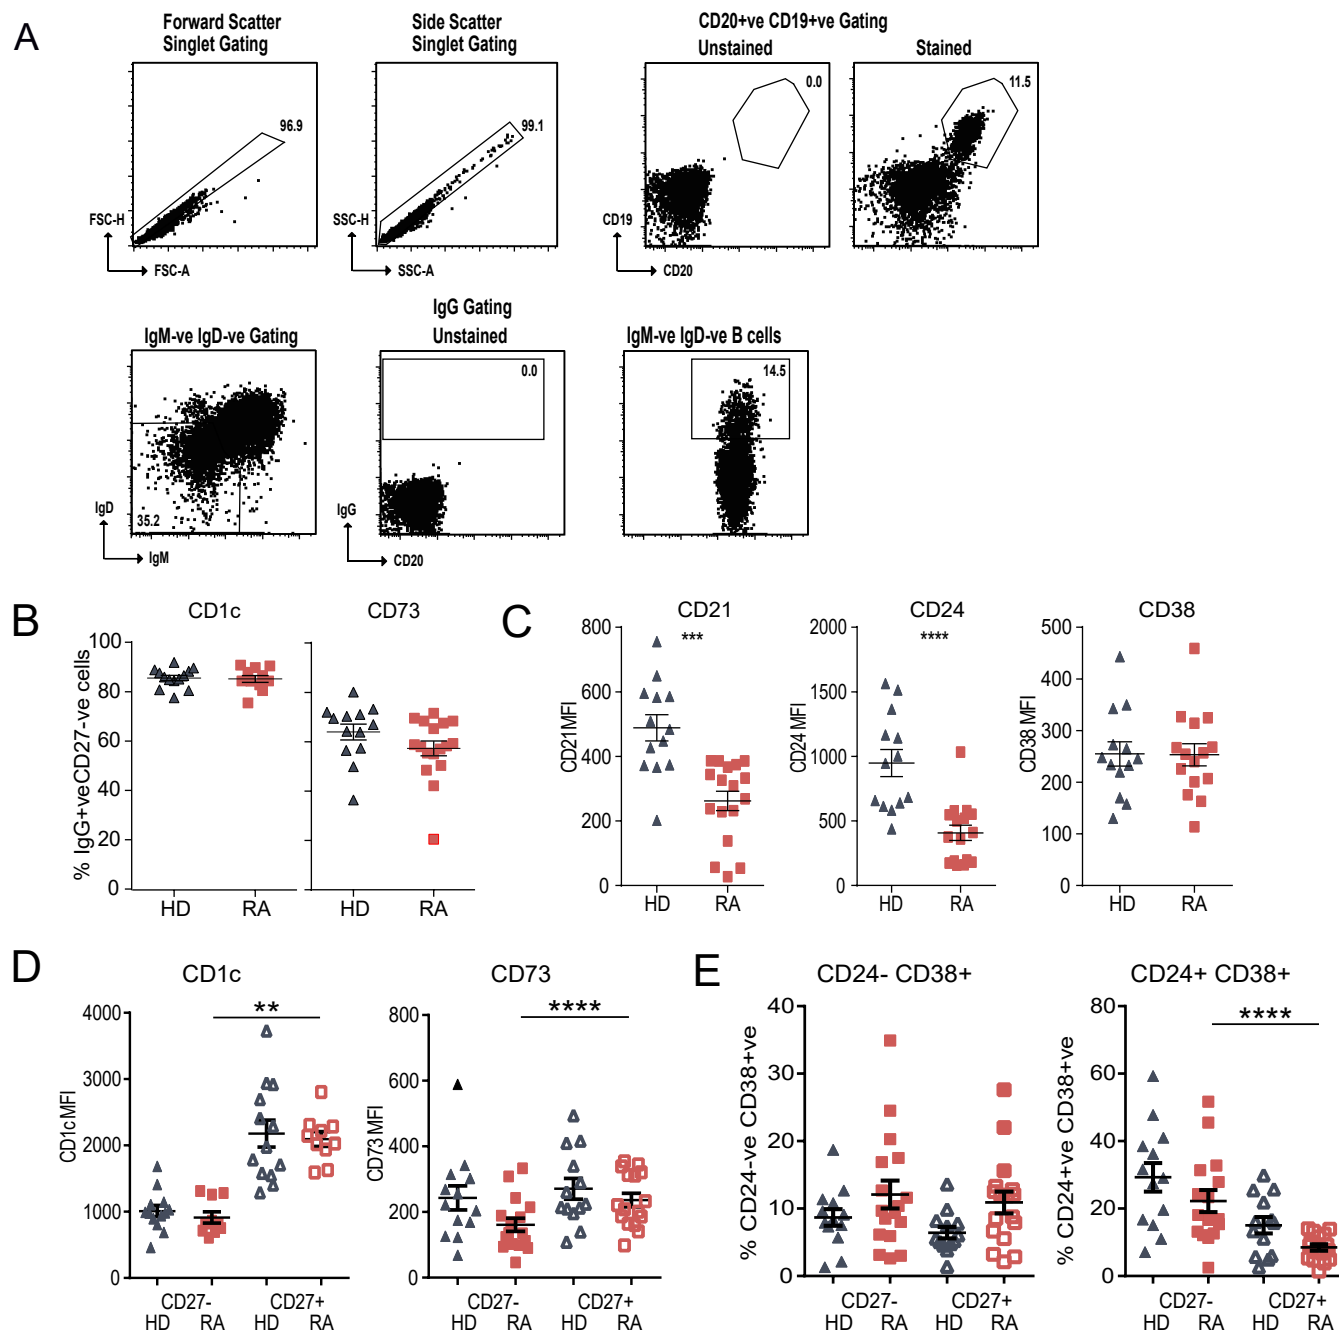 A
Forward Scatter
Singlet Gating
Side Scatter
Singlet Gating
CD20+ve CD19+ve Gating
Unstained
Stained
96.9
99.1
0.0
11.5
FSC-H
FSC-A
SSC-H
SSC-A
CD19
CD20
IgG Gating
IgM-ve IgD-ve Gating
Unstained
IgM-ve IgD-ve B cells
0.0
14.5
35.2
IgD
IgM
IgG
CD20
B
CD1c
CD73
% IgG+veCD27-ve cells
100
80
60
40
20
0
HD
RA
HD
RA
C
CD21
***
CD21MFI
800
600
400
200
0
HD
RA
CD24
****
CD24 MFI
2000
1500
1000
500
0
HD
RA
CD38
CD38 MFI
500
400
300
200
100
0
HD
RA
D
CD1c
**
CD1cMFI
4000
3000
2000
1000
0
CD27-
CD27+
HD
RA
HD
RA
CD73
****
CD73 MFI
800
600
400
200
0
CD27-
CD27+
HD
RA
HD
RA
E
CD24- CD38+
% CD24-ve CD38+ve
40
30
20
10
0
CD27-
CD27+
HD
RA
HD
RA
CD24+ CD38+
****
% CD24+ve CD38+ve
80
60
40
20
0
CD27-
CD27+
HD
RA
HD
RA